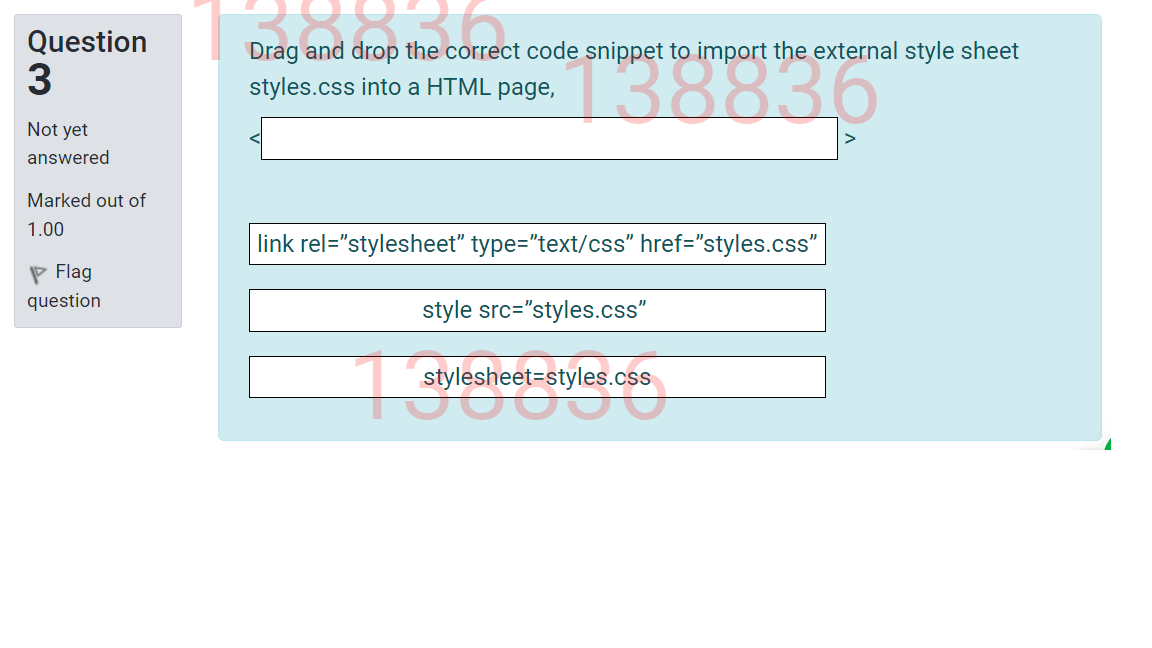 Question
3
Not yet
answered
Marked out of
1.00
Flag
question
138836
Drag and drop the correct code snippet to import the external style sheet
138836
styles.css into a HTML page,
< >
link rel=”stylesheet” type=”text/css” href=”styles.css”
style src=”styles.css”
stylesheet=styles.css
138836